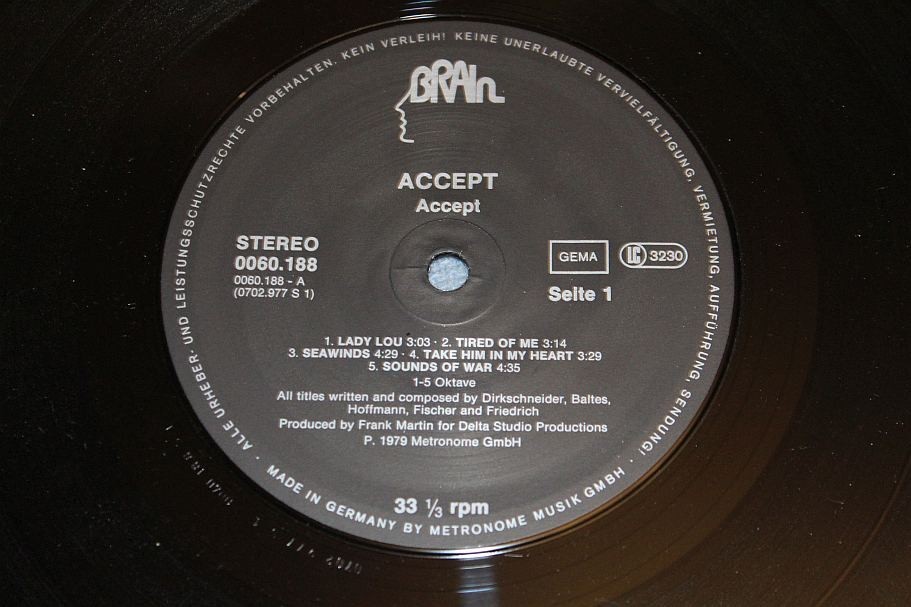 ALLE URHEBER- UND LEISTUNGSSCHUTZRECHTE VORBEHALTEN. KEIN VERLEIH! KEINE UNERLAUBTE VERVIELFÄLTIGUNG, VERMIETUNG, AUFFÜHRUNG, SENDUNG!
BRAIN
ACCEPT
Accept
STEREO
0060.188
0060.188 - A
(0702.977 S 1)
GEMA
LC 3230
Seite 1
1. LADY LOU 3:03 · 2. TIRED OF ME 3:14
3. SEAWINDS 4:29 · 4. TAKE HIM IN MY HEART 3:29
5. SOUNDS OF WAR 4:35
1-5 Oktave
All titles written and composed by Dirkschneider, Baltes,
Hoffmann, Fischer and Friedrich
Produced by Frank Martin for Delta Studio Productions
P. 1979 Metronome GmbH
33 1/3 rpm
· MADE IN GERMANY BY METRONOME MUSIK GMBH ·